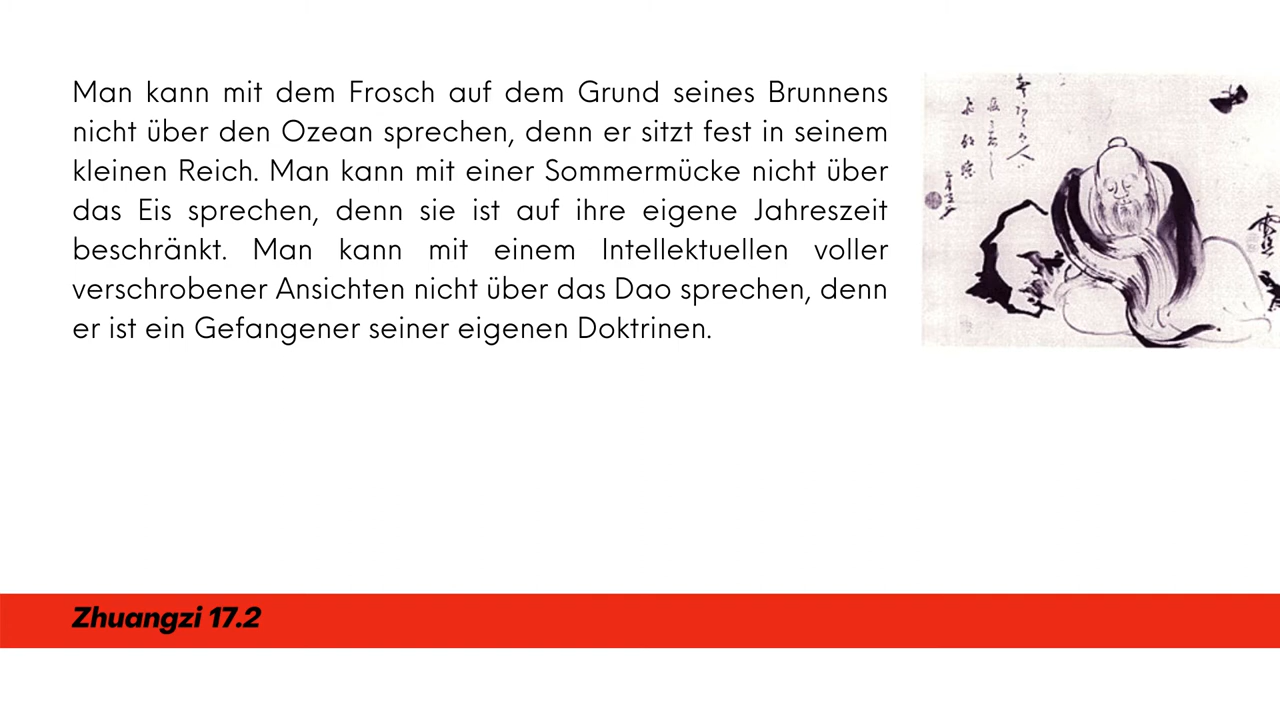 Man kann mit dem Frosch auf dem Grund seines Brunnens
nicht über den Ozean sprechen, denn er sitzt fest in seinem
kleinen Reich. Man kann mit einer Sommermücke nicht über
das Eis sprechen, denn sie ist auf ihre eigene Jahreszeit
beschränkt. Man kann mit einem Intellektuellen voller
verschrobener Ansichten nicht über das Dao sprechen, denn
er ist ein Gefangener seiner eigenen Doktrinen.
Zhuangzi 17.2